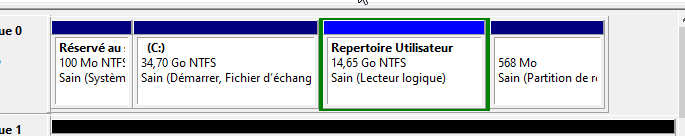 ue 0
Réservé au
100 Mo NTFS
Sain (Systèm
(C:)
34,70 Go NTFS
Sain (Démarrer, Fichier d'échang
Repertoire Utilisateur
14,65 Go NTFS
Sain (Lecteur logique)
568 Mo
Sain (Partition de r
ue 1